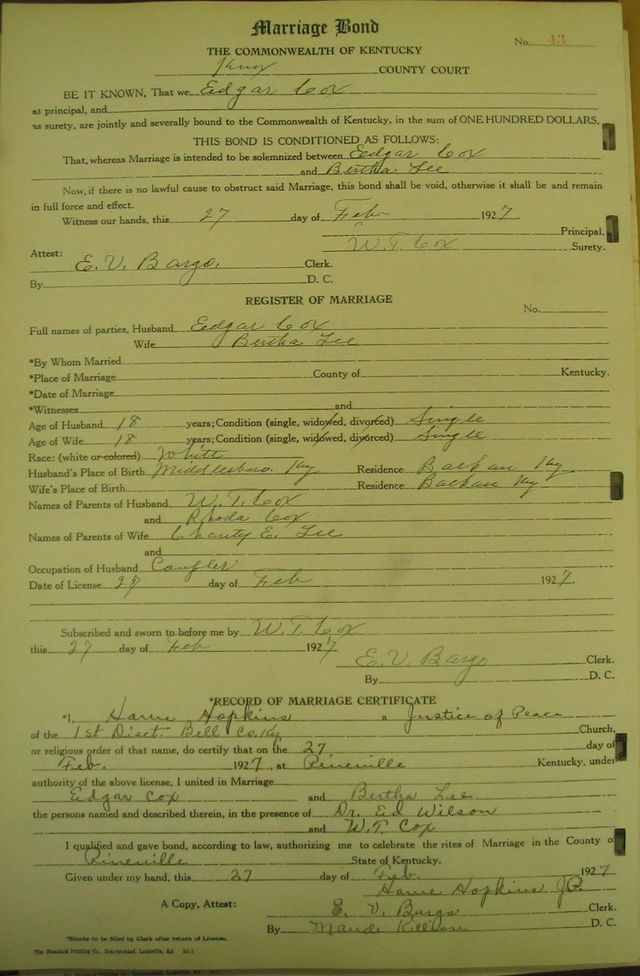 Marriage Bond
No. 43
THE COMMONWEALTH OF KENTUCKY
Knox COUNTY COURT
BE IT KNOWN, That we Edgar Cox
as principal, and
as surety, are jointly and severally bound to the Commonwealth of Kentucky, in the sum of ONE HUNDRED DOLLARS.
THIS BOND IS CONDITIONED AS FOLLOWS:
That, whereas Marriage is intended to be solemnized between Edgar Cox
and Bertha Lee
Now, if there is no lawful cause to obstruct said Marriage, this bond shall be void, otherwise it shall be and remain
in full force and effect.
Witness our hands, this 27 day of Feb 1927
Principal.
W. T. Cox Surety.
Attest:
E. V. Bargo. Clerk.
By D. C.
REGISTER OF MARRIAGE
No.
Full names of parties, Husband Edgar Cox
Wife Bertha Lee
*By Whom Married
*Place of Marriage County of Kentucky.
*Date of Marriage
*Witnesses and
Age of Husband 18 years; Condition (single, widowed, divorced) Single
Age of Wife 18 years; Condition (single, widowed, divorced) Single
Race: (white or colored) White
Husband's Place of Birth Middlesboro. Ky Residence Balkan Ky
Wife's Place of Birth Residence Balkan Ky
Names of Parents of Husband W. T. Cox
and Rhoda Cox
Names of Parents of Wife Charity E. Lee
and
Occupation of Husband Coupler
Date of License 27 day of Feb 1927.
Subscribed and sworn to before me by W. T. Cox
this 27 day of Feb 1927
E. V. Bargo Clerk.
By D. C.
*RECORD OF MARRIAGE CERTIFICATE
*I, Hopkins a Justice of Peace
of the 1st Disct. Bell Co. Ky Church,
or religious order of that name, do certify that on the 27 day of
Feb. 1927, at Pineville Kentucky, under
authority of the above license, I united in Marriage
Edgar Cox and Bertha Lee
the persons named and described therein, in the presence of Dr. Ed Wilson
and W. T. Cox
I qualified and gave bond, according to law, authorizing me to celebrate the rites of Marriage in the County of
Pineville State of Kentucky.
Given under my hand, this 27 day of Feb. 1927
Hopkins J.P.
A Copy, Attest: E. V. Bargo Clerk.
By Maude D. C.
*Blanks to be filled by Clerk after return of License.
The Standard Printing Co., Incorporated, Louisville, Ky